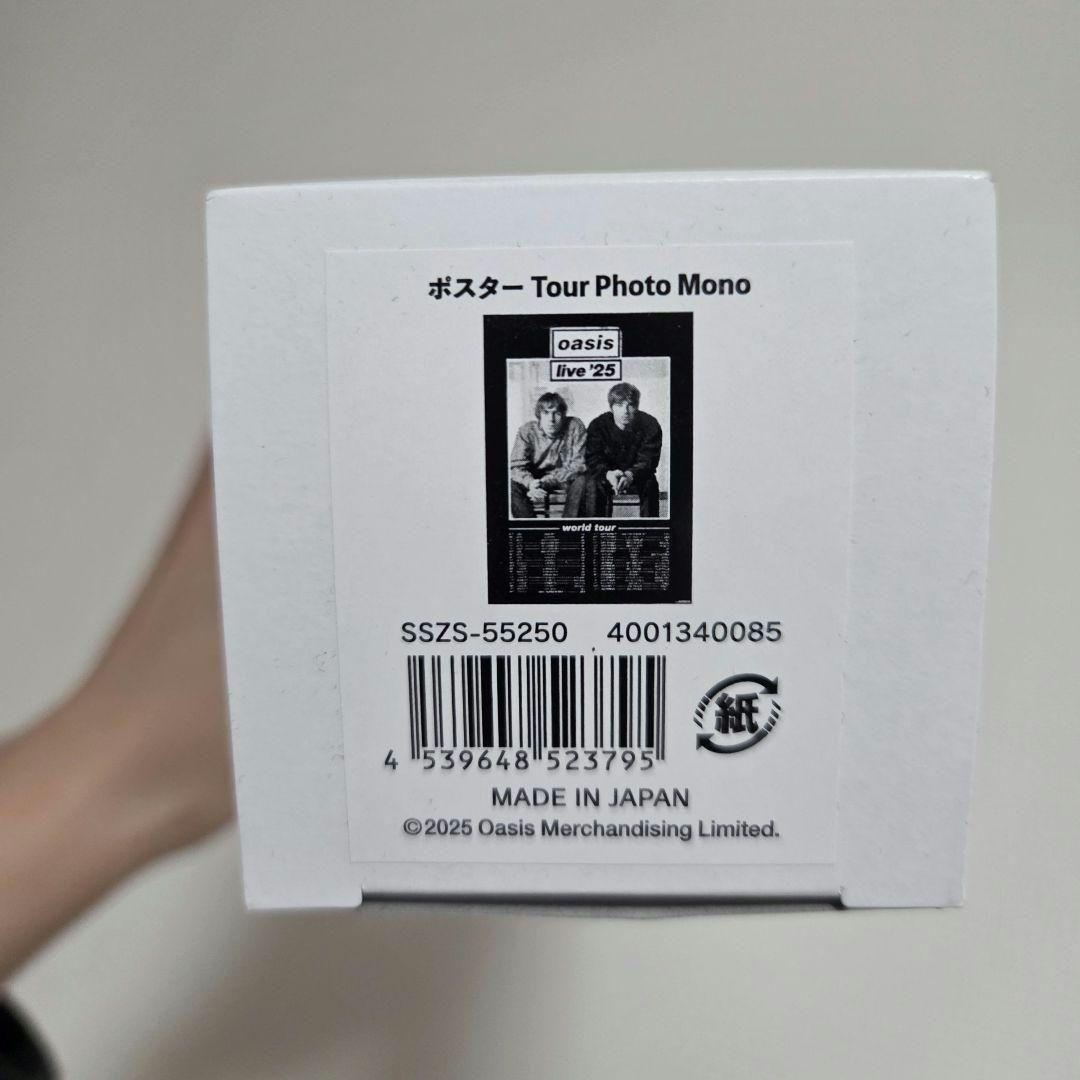 ポスター Tour Photo Mono
oasis
live '25
world tour
SSZS-55250 4001340085
4 539648 523795
紙
MADE IN JAPAN
©2025 Oasis Merchandising Limited.